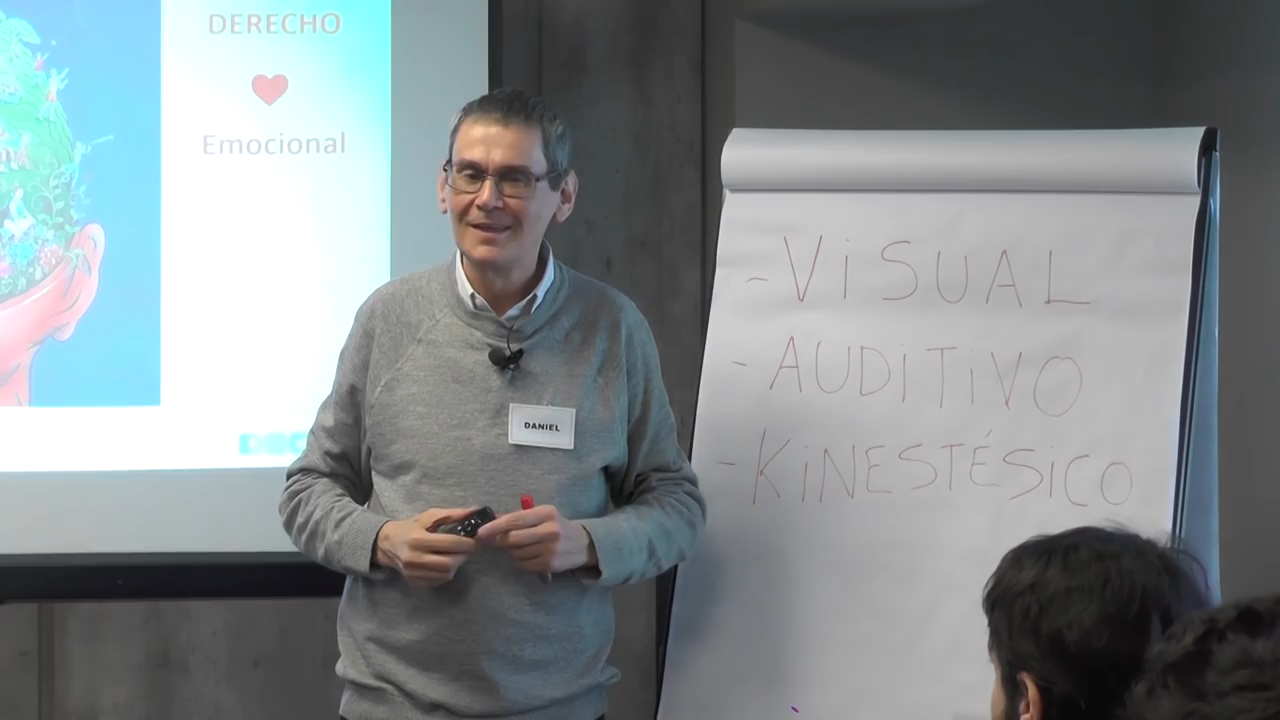 DERECHO
Emocional
DANIEL
-ViSUAL
-AUDiTiVO
-KiNESTÉSiCO